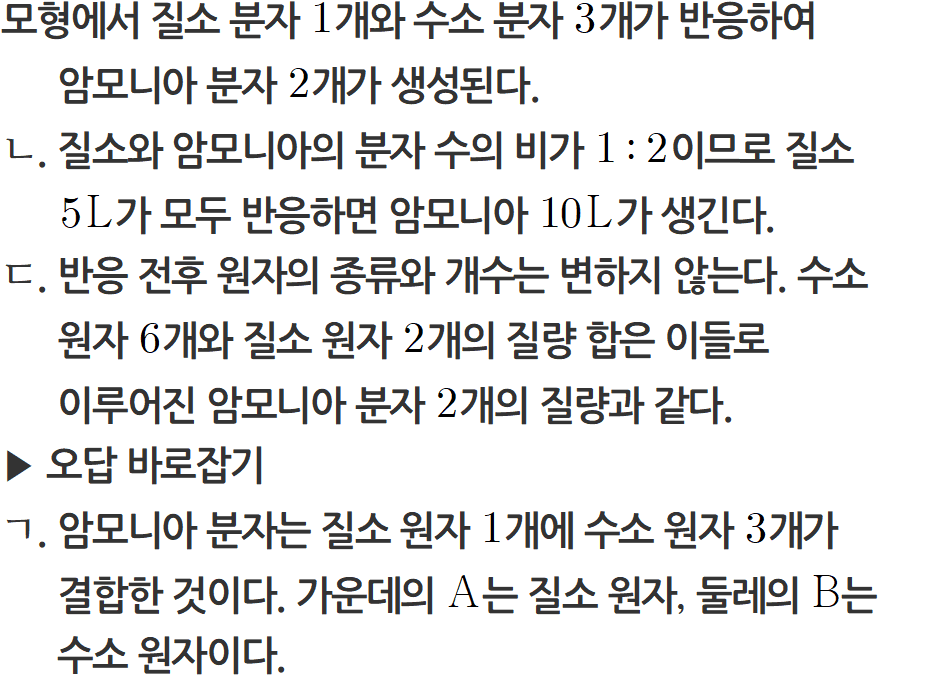 모형에서 질소 분자 1개와 수소 분자 3개가 반응하여
암모니아 분자 2개가 생성된다.
ㄴ. 질소와 암모니아의 분자 수의 비가 1 : 2이므로 질소
5L가 모두 반응하면 암모니아 10L가 생긴다.
ㄷ. 반응 전후 원자의 종류와 개수는 변하지 않는다. 수소
원자 6개와 질소 원자 2개의 질량 합은 이들로
이루어진 암모니아 분자 2개의 질량과 같다.
▶ 오답 바로잡기
ㄱ. 암모니아 분자는 질소 원자 1개에 수소 원자 3개가
결합한 것이다. 가운데의 A는 질소 원자, 둘레의 B는
수소 원자이다.